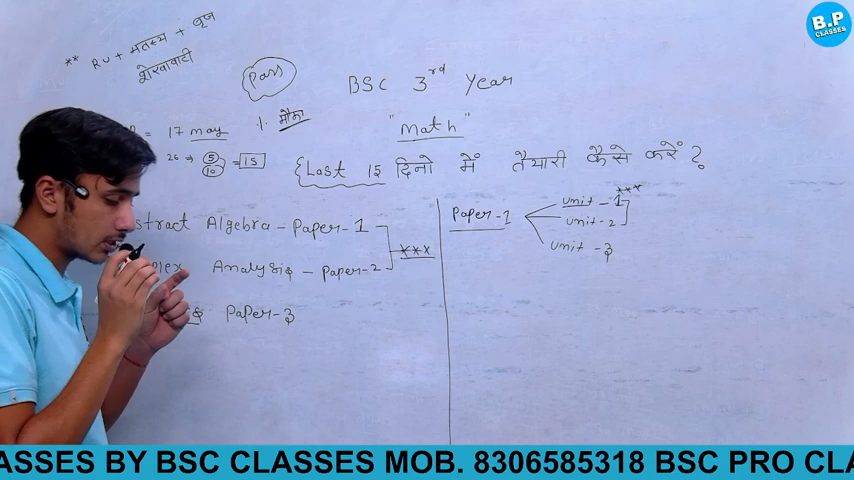 B.P
CLASSES
** RU + मत्स्य + बृज
शेखावाटी
Pass
BSC 3rd Year
= 17 may
"Math"
26 → 5 = 15
10
{Last 15 दिनो में तैयारी कैसे करें?
stract Algebra - Paper-1
plex Analysis - Paper-2
***
Paper-3
Paper-1
unit-1 ***
unit-2
unit-3
ASSES BY BSC CLASSES MOB. 8306585318 BSC PRO CLA